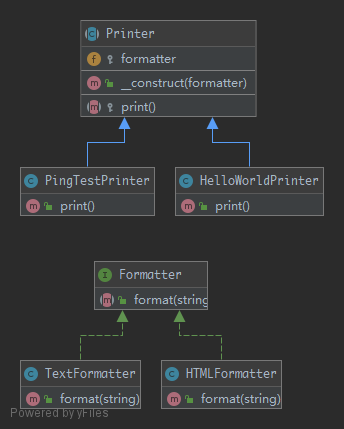 Printer
formatter
__construct(formatter)
print()
PingTestPrinter
print()
HelloWorldPrinter
print()
Formatter
format(string
TextFormatter
format(string)
HTMLFormatter
format(string)
Powered by yFiles